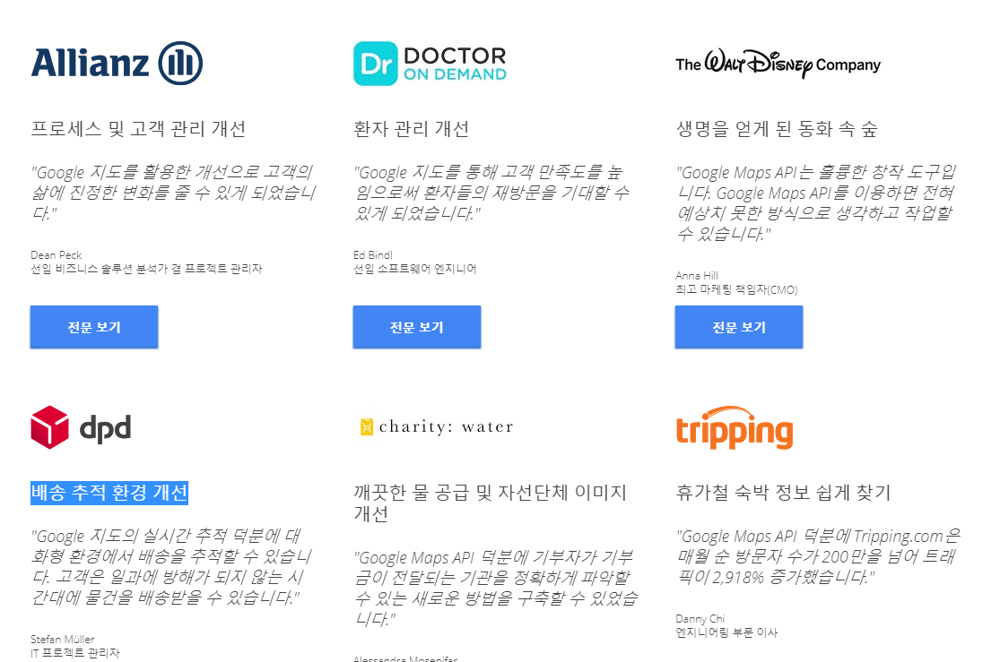 Allianz
Dr DOCTOR
ON DEMAND
The WALT DISNEY Company
프로세스 및 고객 관리 개선
환자 관리 개선
생명을 얻게 된 동화 속 숲
"Google 지도를 활용한 개선으로 고객의
삶에 진정한 변화를 줄 수 있게 되었습니
다."
"Google 지도를 통해 고객 만족도를 높
임으로써 환자들의 재방문을 기대할 수
있게 되었습니다."
"Google Maps API는 훌륭한 창작 도구입
니다. Google Maps API를 이용하면 전혀
예상치 못한 방식으로 생각하고 작업할
수 있습니다."
Dean Peck
선임 비즈니스 솔루션 분석가 겸 프로젝트 관리자
Ed Bindl
선임 소프트웨어 엔지니어
Anna Hill
최고 마케팅 책임자(CMO)
전문 보기
전문 보기
전문 보기
dpd
charity: water
tripping
배송 추적 환경 개선
깨끗한 물 공급 및 자선단체 이미지
개선
휴가철 숙박 정보 쉽게 찾기
"Google 지도의 실시간 추적 덕분에 대
화형 환경에서 배송을 추적할 수 있습니
다. 고객은 일과에 방해가 되지 않는 시
간대에 물건을 배송받을 수 있습니다."
"Google Maps API 덕분에 기부자가 기부
금이 전달되는 기관을 정확하게 파악할
수 있는 새로운 방법을 구축할 수 있었습
니다."
"Google Maps API 덕분에 Tripping.com은
매월 순 방문자 수가 200만을 넘어 트래
픽이 2,918% 증가했습니다."
Stefan Müller
IT 프로젝트 관리자
Alessandra Mosenifar
Danny Chi
엔지니어링 부문 이사